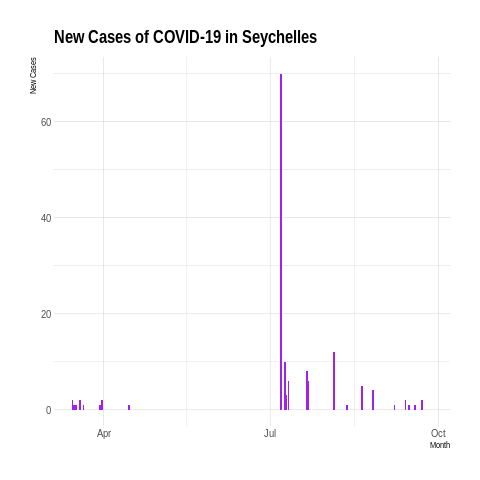 New Cases of COVID-19 in Seychelles
New Cases
60
40
20
0
Apr
Jul
Oct
Month